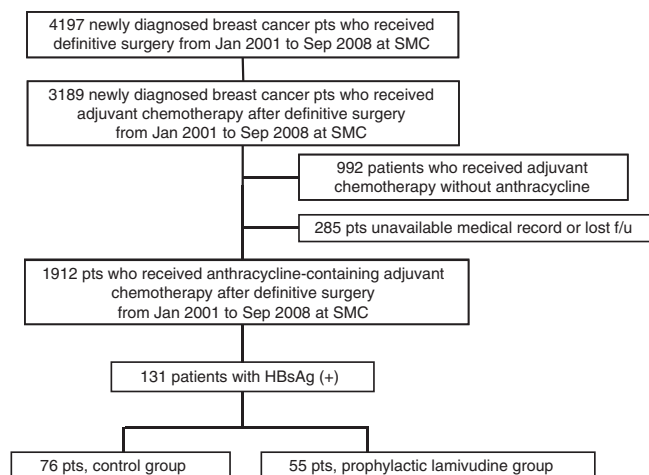 4197 newly diagnosed breast cancer pts who received
definitive surgery from Jan 2001 to Sep 2008 at SMC
3189 newly diagnosed breast cancer pts who received
adjuvant chemotherapy after definitive surgery
from Jan 2001 to Sep 2008 at SMC
992 patients who received adjuvant
chemotherapy without anthracycline
285 pts unavailable medical record or lost f/u
1912 pts who received anthracycline-containing adjuvant
chemotherapy after definitive surgery
from Jan 2001 to Sep 2008 at SMC
131 patients with HBsAg (+)
76 pts, control group
55 pts, prophylactic lamivudine group